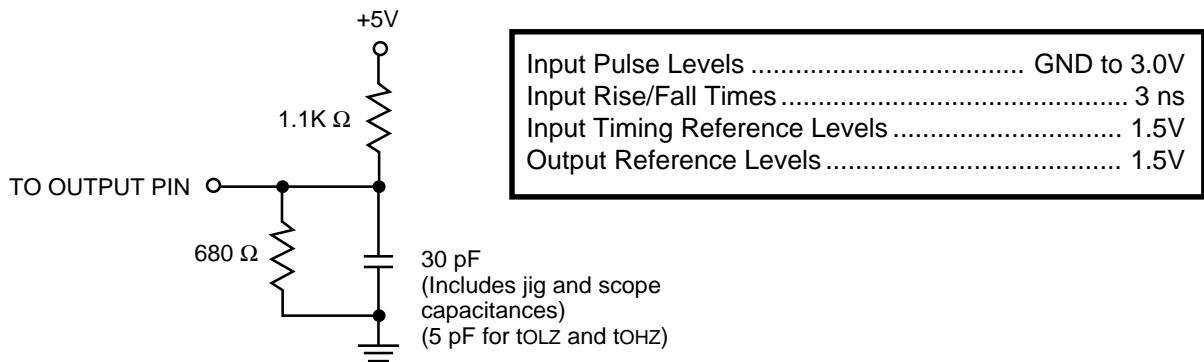 +5V
1.1K Ω
TO OUTPUT PIN
680 Ω
30 pF
(Includes jig and scope
capacitances)
(5 pF for tOLZ and tOHZ)
Input Pulse Levels .................................... GND to 3.0V
Input Rise/Fall Times ............................................... 3 ns
Input Timing Reference Levels ............................... 1.5V
Output Reference Levels ........................................ 1.5V